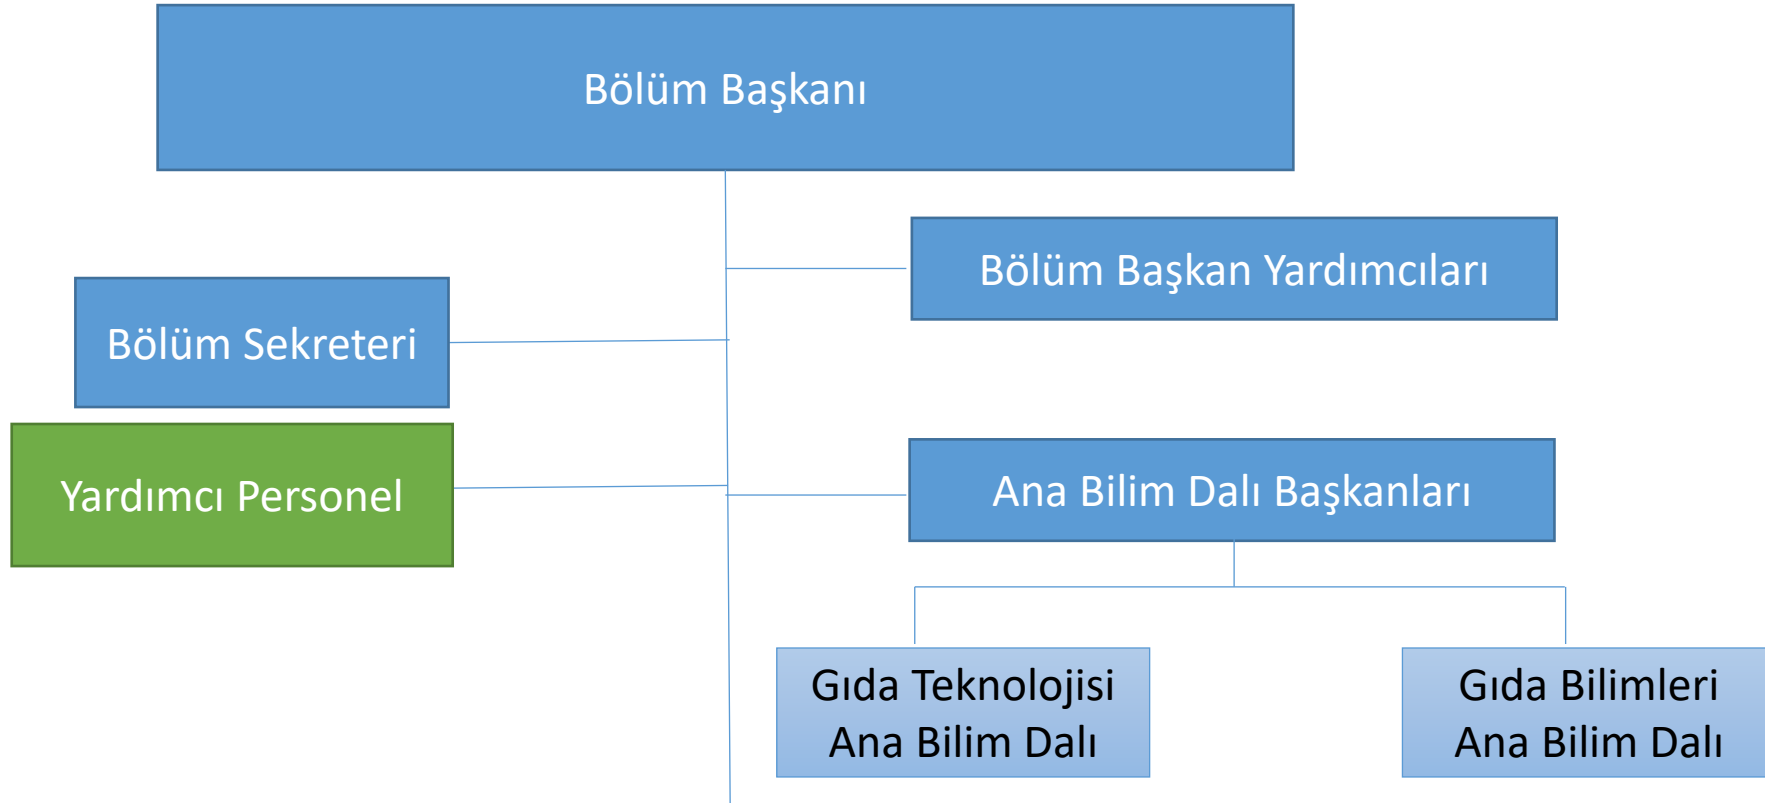 Bölüm Başkanı
Bölüm Başkan Yardımcıları
Bölüm Sekreteri
Yardımcı Personel
Ana Bilim Dalı Başkanları
Gıda Teknolojisi
Ana Bilim Dalı
Gıda Bilimleri
Ana Bilim Dalı